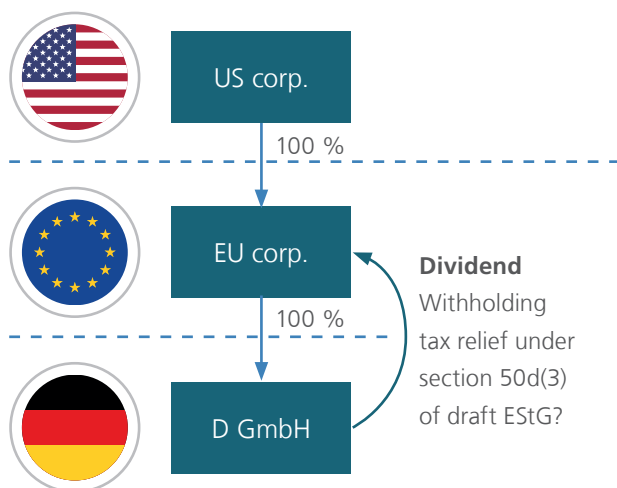 US corp.
100 %
EU corp.
Dividend
Withholding
tax relief under
section 50d(3)
of draft EStG?
100 %
D GmbH